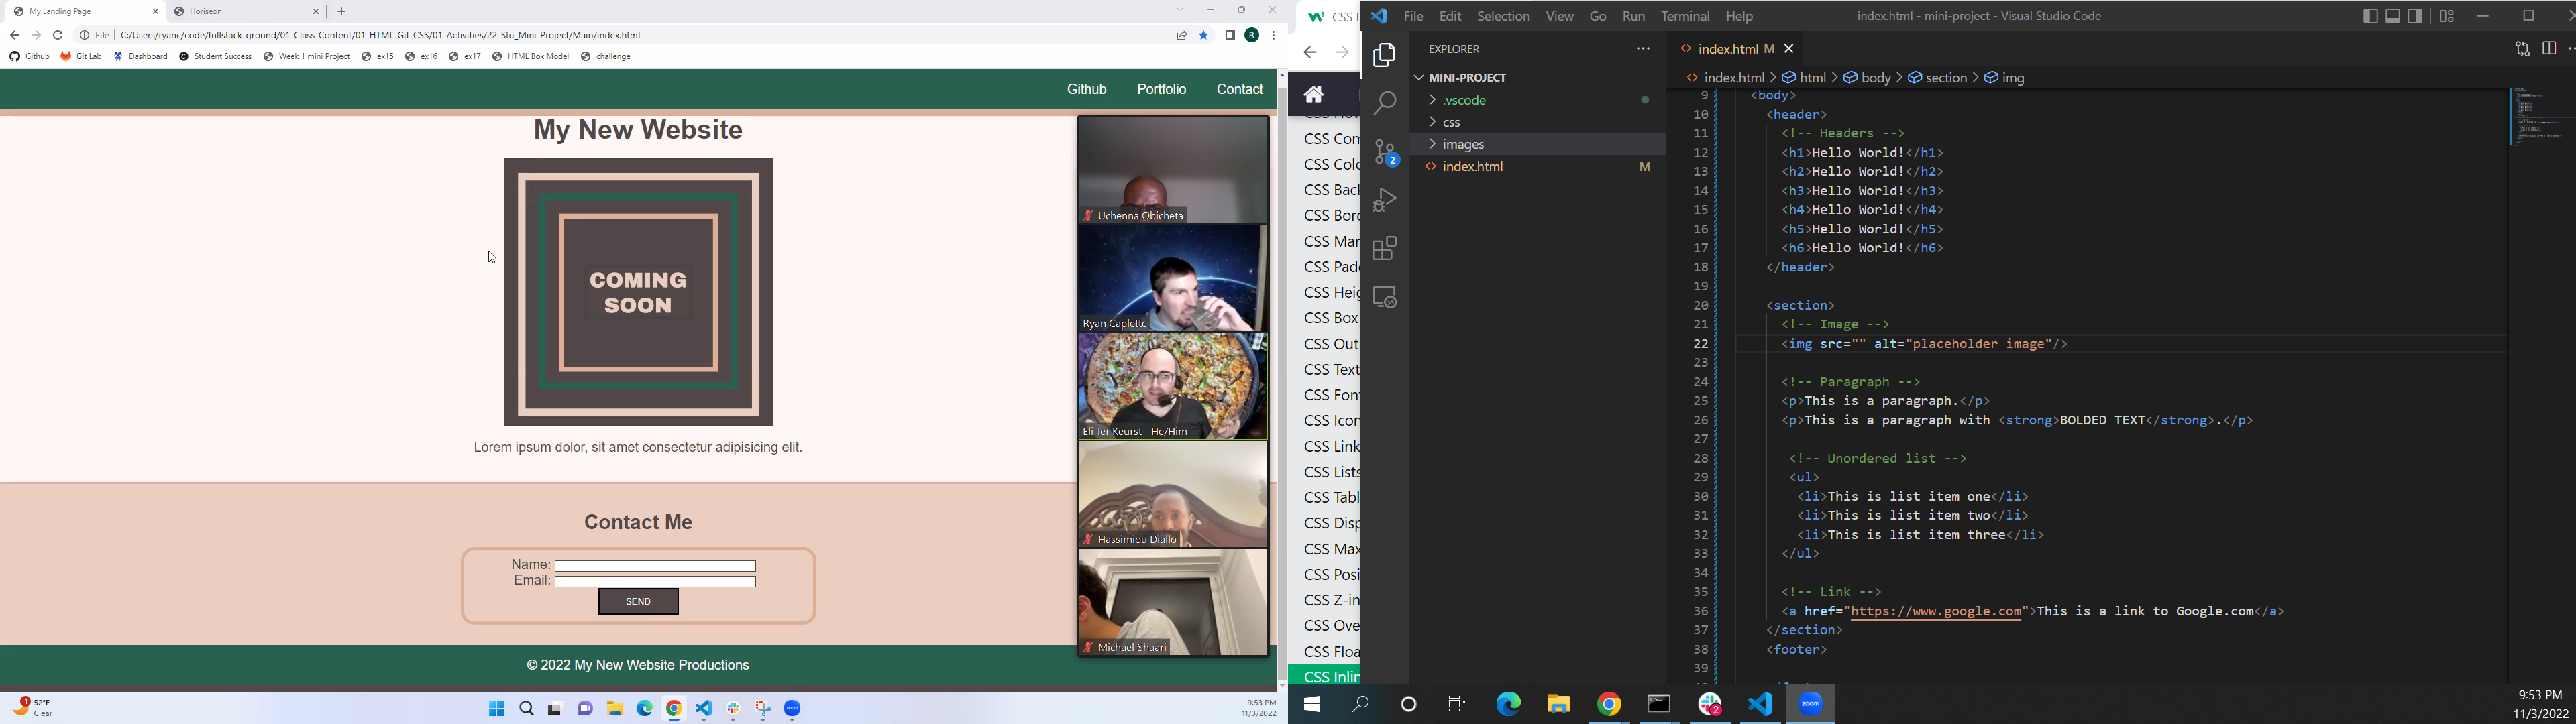 My Landing Page
Horiseon
File
C:/Users/ryanc/code/fullstack-ground/01-Class-Content/01-HTML-Git-CSS/01-Activities/22-Stu_Mini-Project/Main/index.html
R
Github
Git Lab
Dashboard
Student Success
Week 1 mini Project
ex15
ex16
ex17
HTML Box Model
challenge
Github
Portfolio
Contact
My New Website
COMING
SOON
Lorem ipsum dolor, sit amet consectetur adipisicing elit.
Contact Me
Name:
Email:
SEND
© 2022 My New Website Productions
Uchenna Obicheta
Ryan Caplette
Eli Ter Keurst - He/Him
Hassimiou Diallo
Michael Shaari
1
52°F
Clear
zoom
9:53 PM
11/3/2022
CSS L
CSS Com
CSS Colo
CSS Back
CSS Bord
CSS Mar
CSS Padd
CSS Heig
CSS Box
CSS Outl
CSS Text
CSS Font
CSS Icon
CSS Link
CSS Lists
CSS Tabl
CSS Disp
CSS Max
CSS Posi
CSS Z-in
CSS Ove
CSS Floa
CSS Inlin
File
Edit
Selection
View
Go
Run
Terminal
Help
index.html - mini-project - Visual Studio Code
EXPLORER
MINI-PROJECT
.vscode
css
images
index.html
M
2
index.html M
index.html > html > body > section > img
9 <body>
10 <header>
11 <!-- Headers -->
12 <h1>Hello World!</h1>
13 <h2>Hello World!</h2>
14 <h3>Hello World!</h3>
15 <h4>Hello World!</h4>
16 <h5>Hello World!</h5>
17 <h6>Hello World!</h6>
18 </header>
19
20 <section>
21 <!-- Image -->
22 <img src="" alt="placeholder image"/>
23
24 <!-- Paragraph -->
25 <p>This is a paragraph.</p>
26 <p>This is a paragraph with <strong>BOLDED TEXT</strong>.</p>
27
28 <!-- Unordered list -->
29 <ul>
30 <li>This is list item one</li>
31 <li>This is list item two</li>
32 <li>This is list item three</li>
33 </ul>
34
35 <!-- Link -->
36 <a href="https://www.google.com">This is a link to Google.com</a>
37 </section>
38 <footer>
39
2
zoom
9:53 PM
11/3/2022